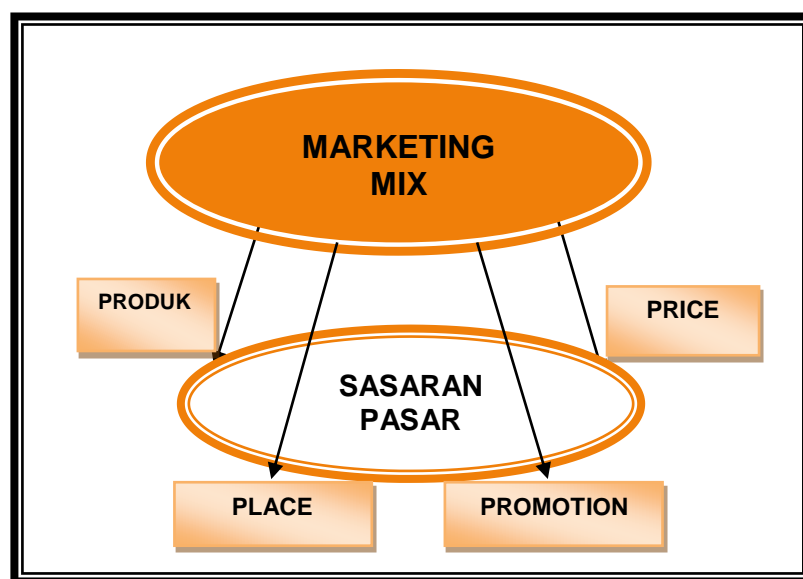 MARKETING
MIX
PRODUK
PRICE
SASARAN
PASAR
PLACE
PROMOTION